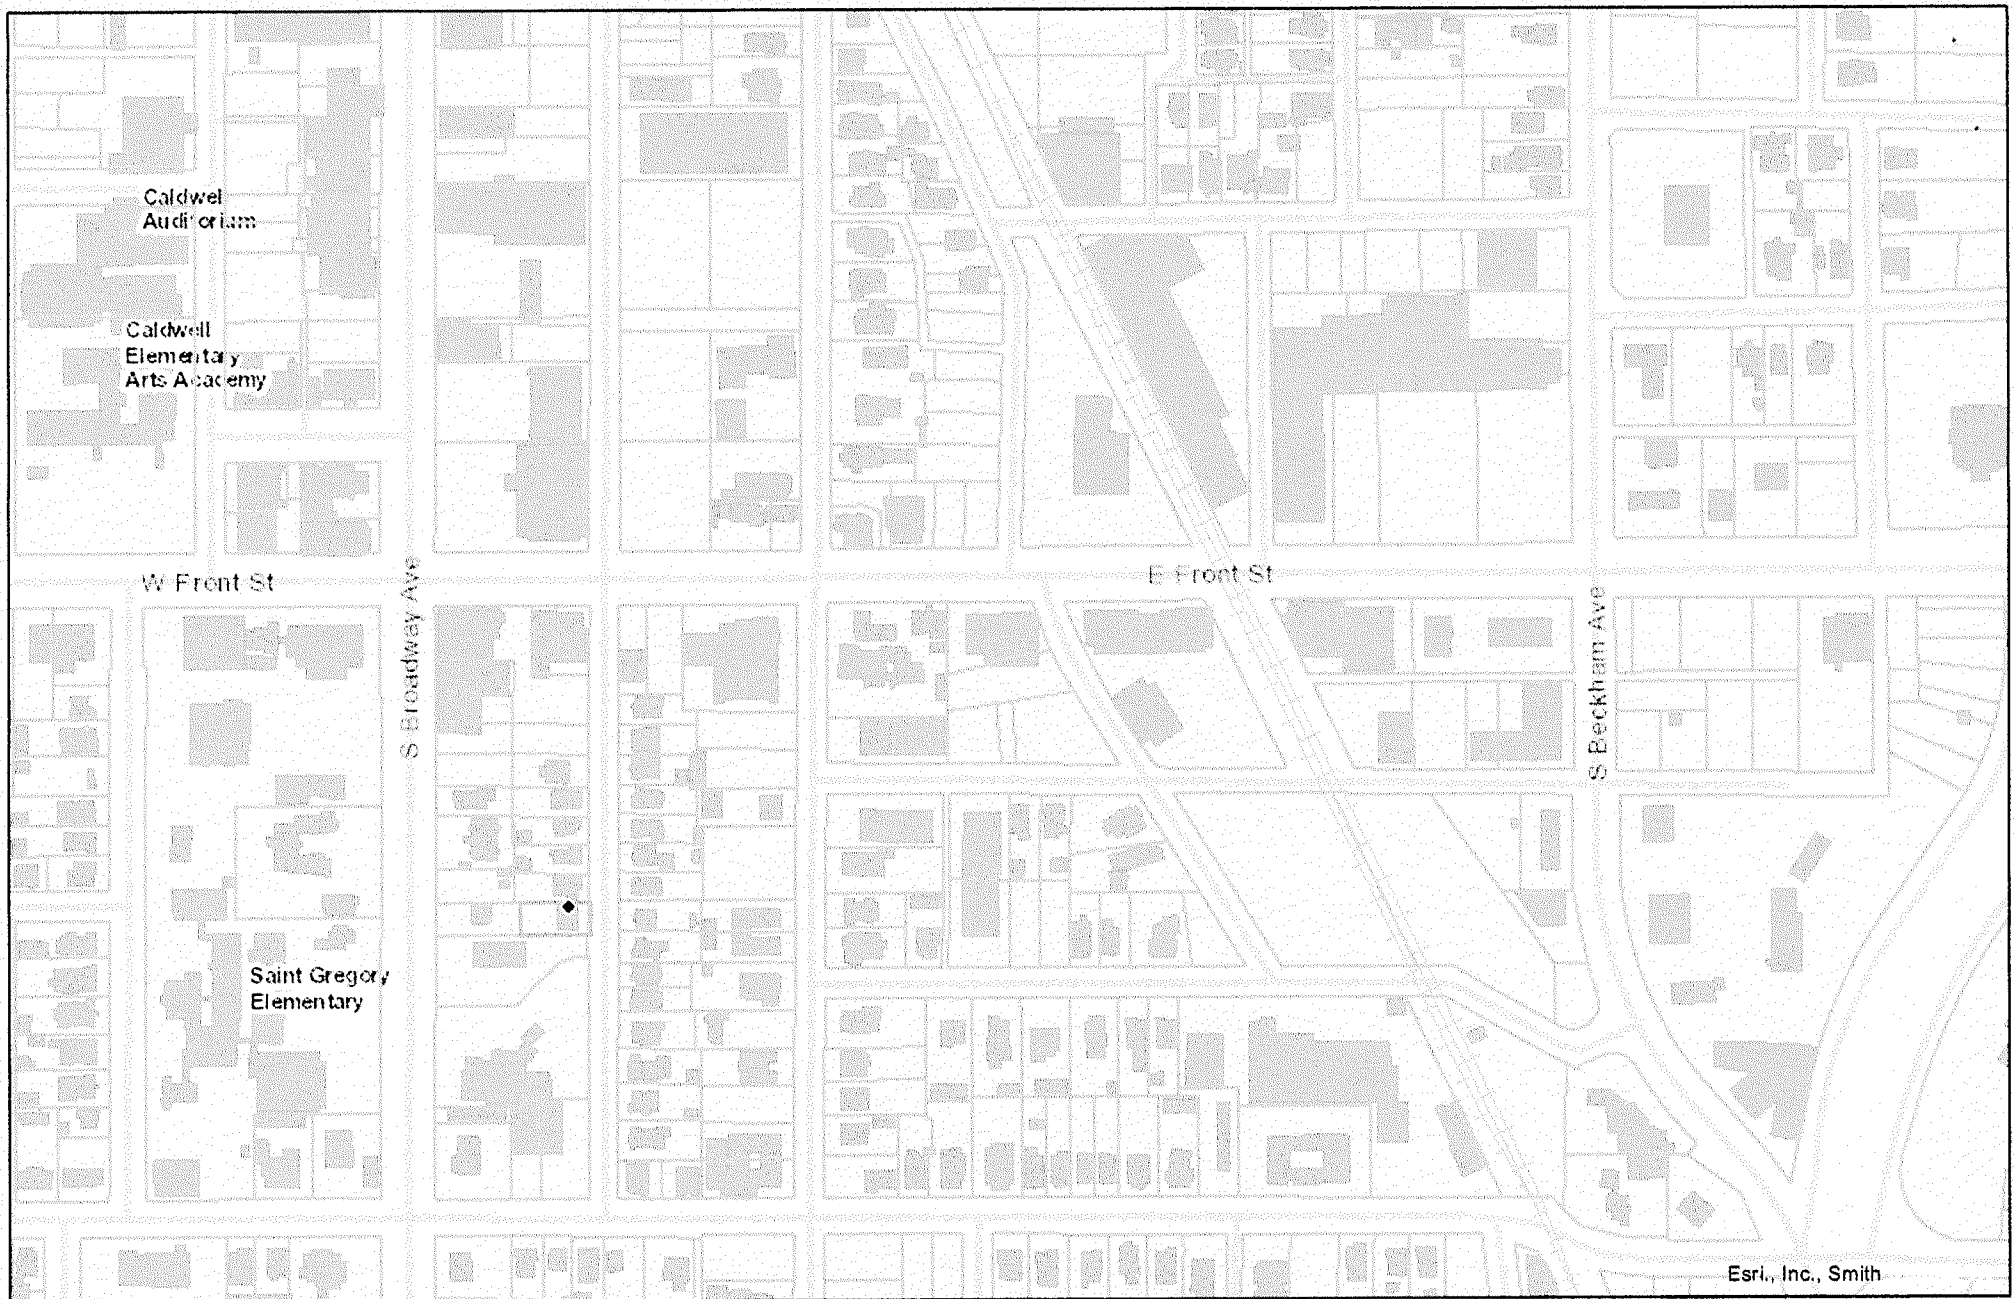 Caldwell
Auditorium
Caldwell
Elementary
Arts Academy
W Front St
E Front St
S Broadway Ave
S Beckham Ave
Saint Gregory
Elementary
Esri., Inc., Smith